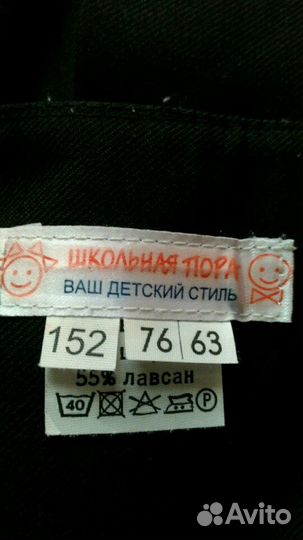 ШКОЛЬНАЯ ПОРА
ВАШ ДЕТСКИЙ СТИЛЬ
152 76 63
55% лавсан
40 P
Avito